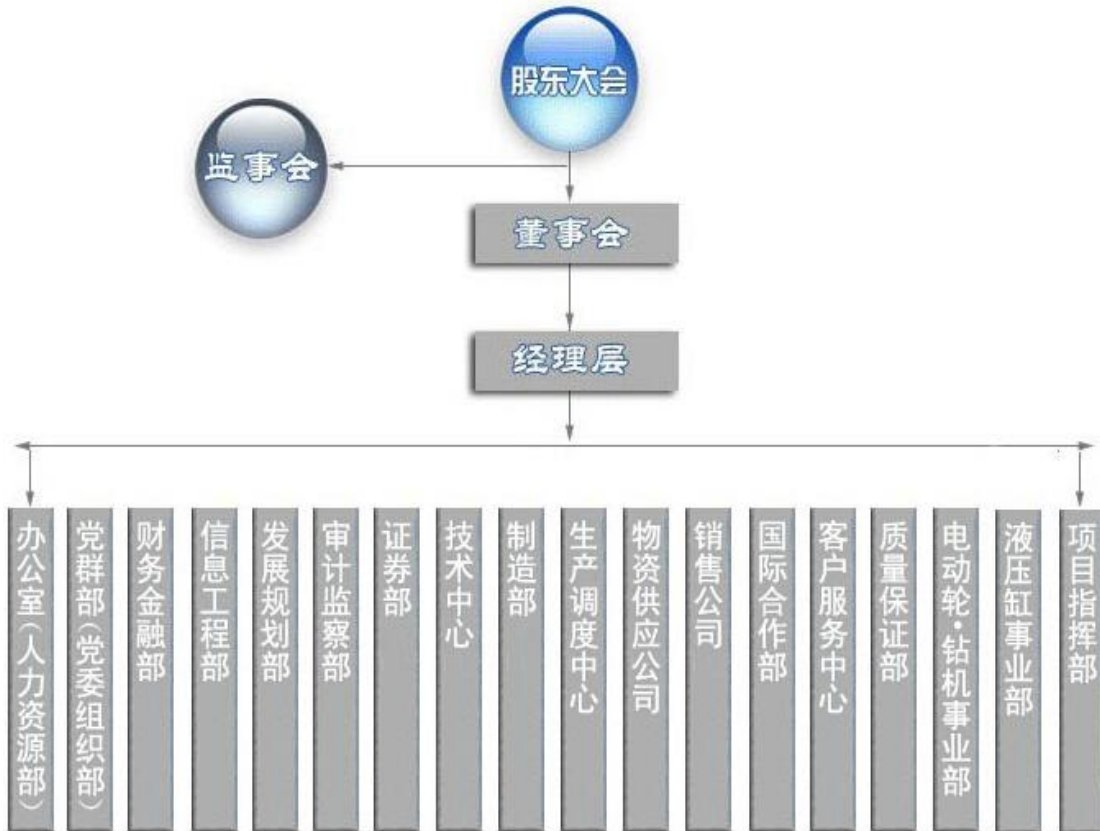 股东大会
监事会
董事会
经理层
办公室(人力资源部)
党群部(党委组织部)
财务金融部
信息工程部
发展规划部
审计监察部
证券部
技术中心
制造部
生产调度中心
物资供应公司
销售公司
国际合作部
客户服务中心
质量保证部
电动轮·钻机事业部
液压缸事业部
项目指挥部